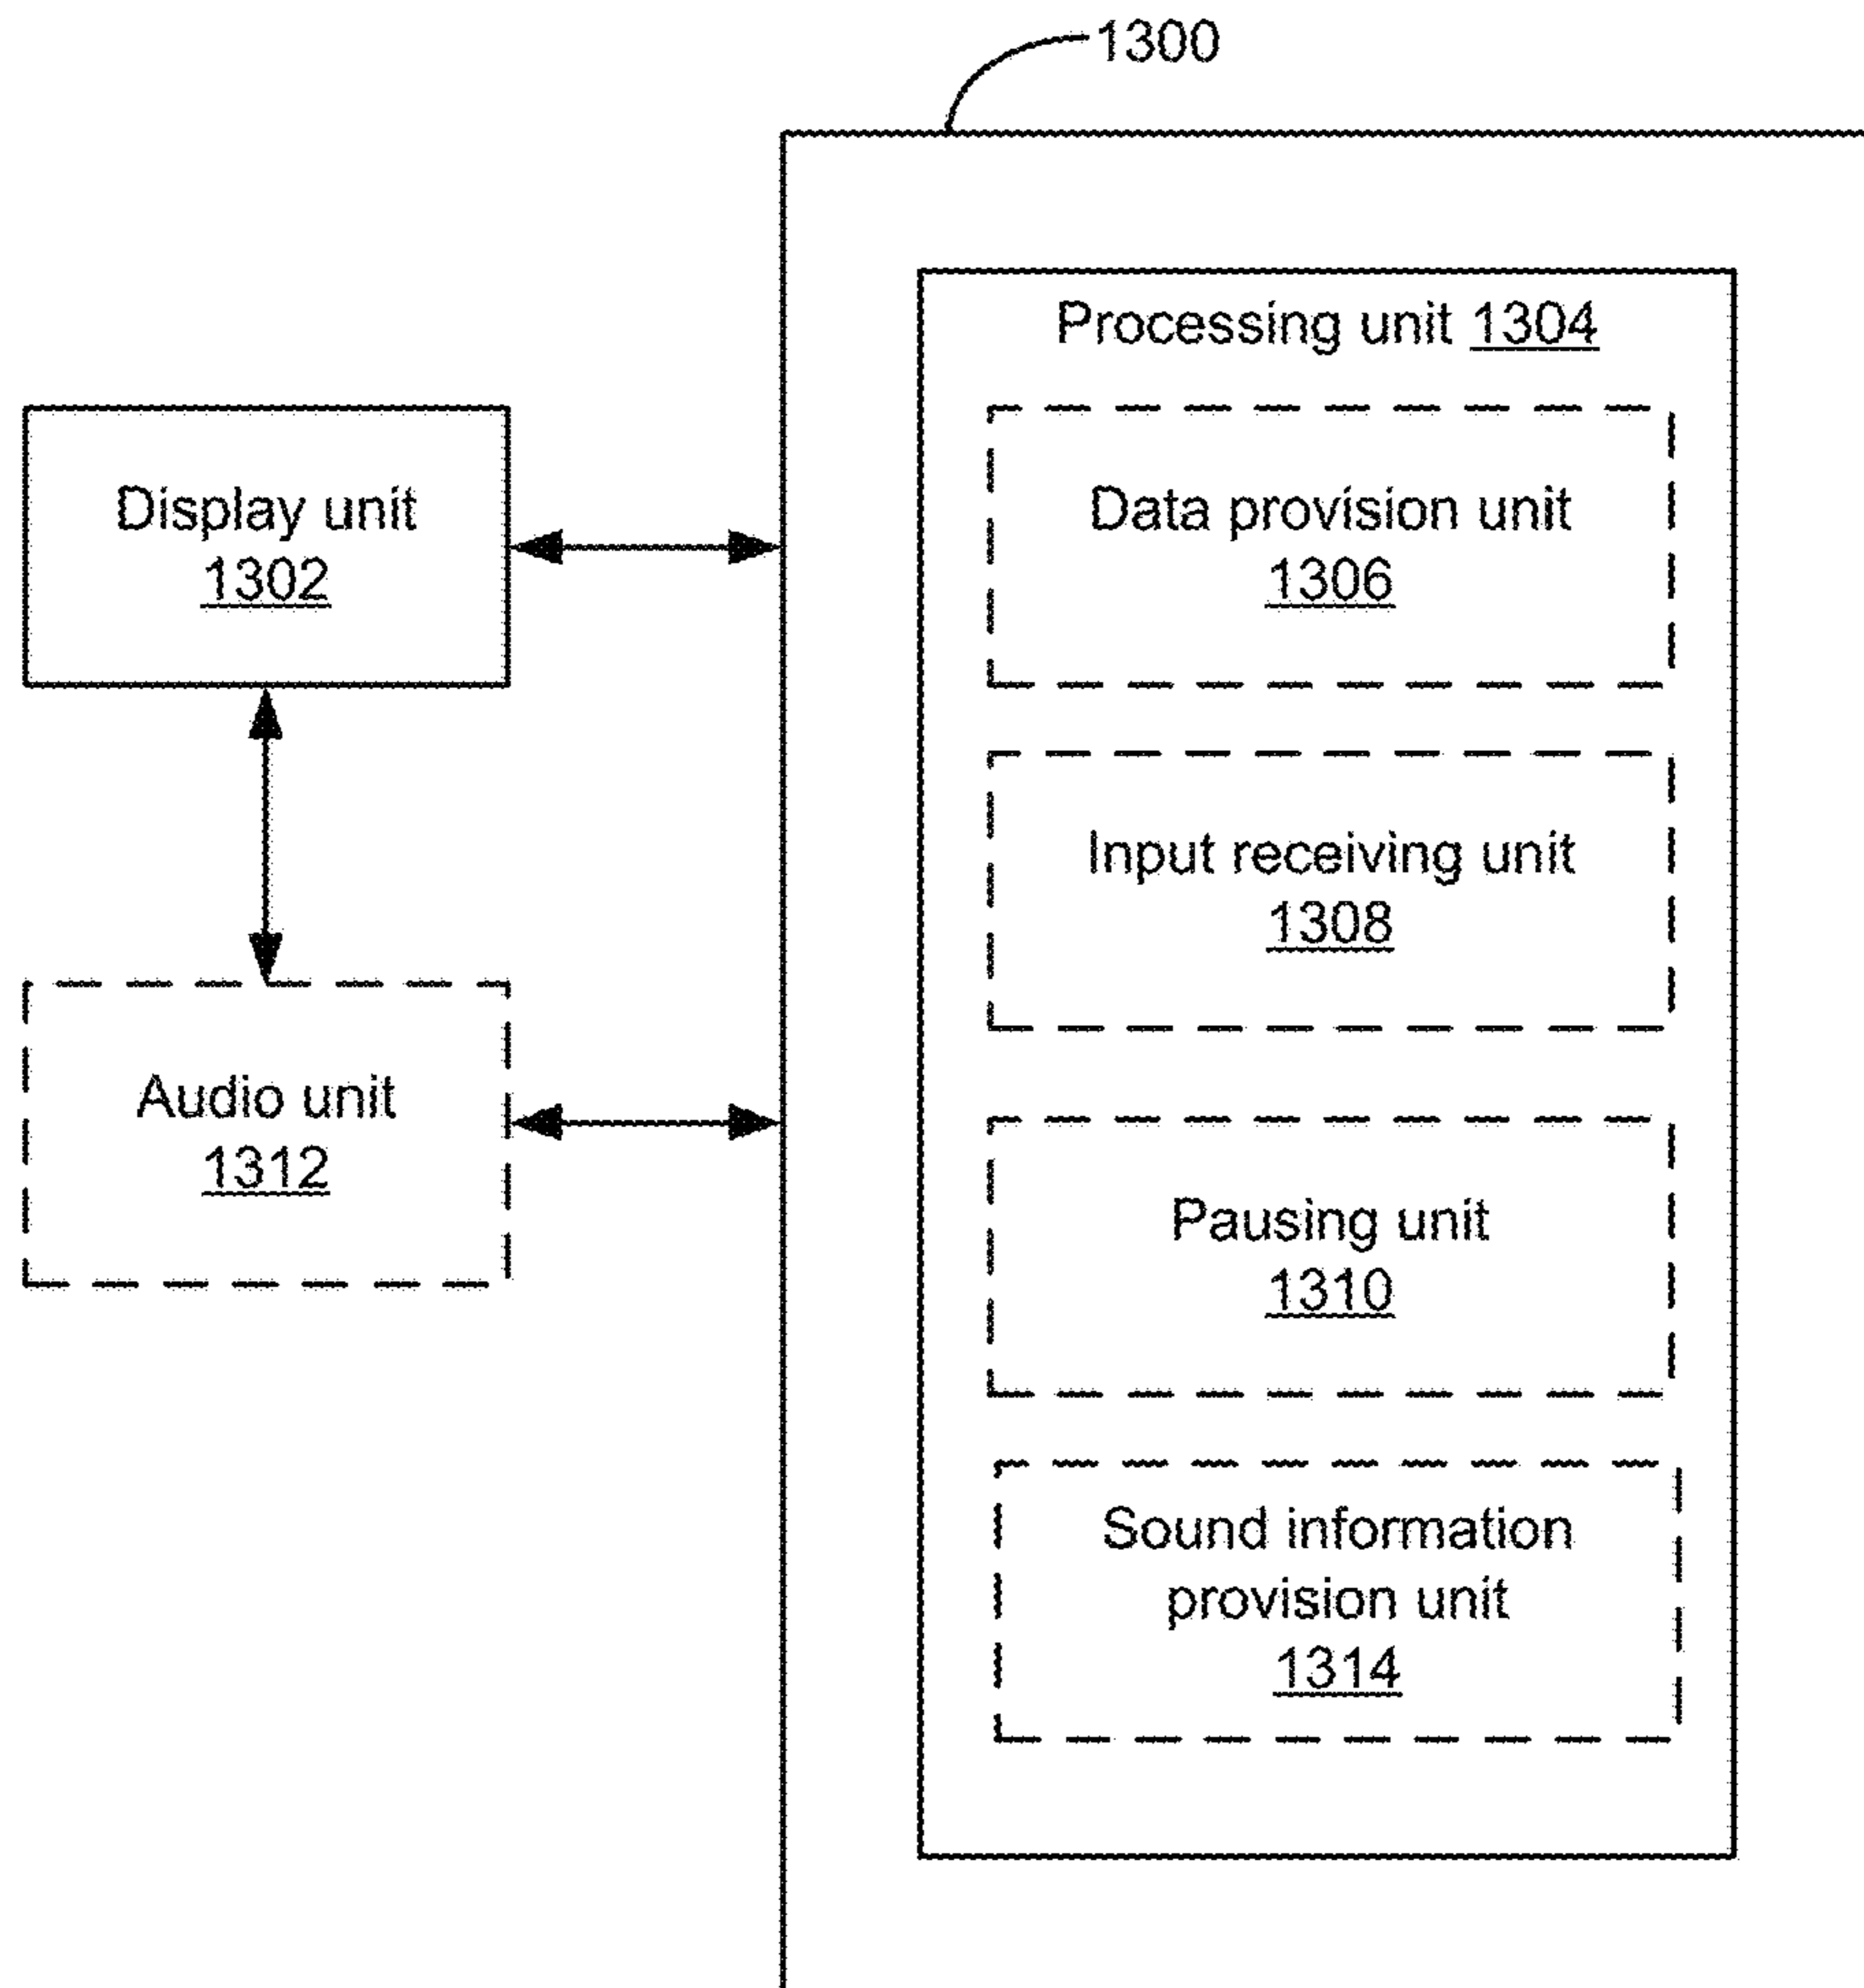 1300
Processing unit 1304
Display unit
1302
Data provision unit
1306
Input receiving unit
1308
Audio unit
1312
Pausing unit
1310
Sound information
provision unit
1314